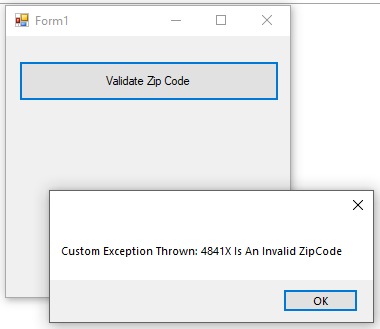 Form1
Validate Zip Code
Custom Exception Thrown: 4841X Is An Invalid ZipCode
OK